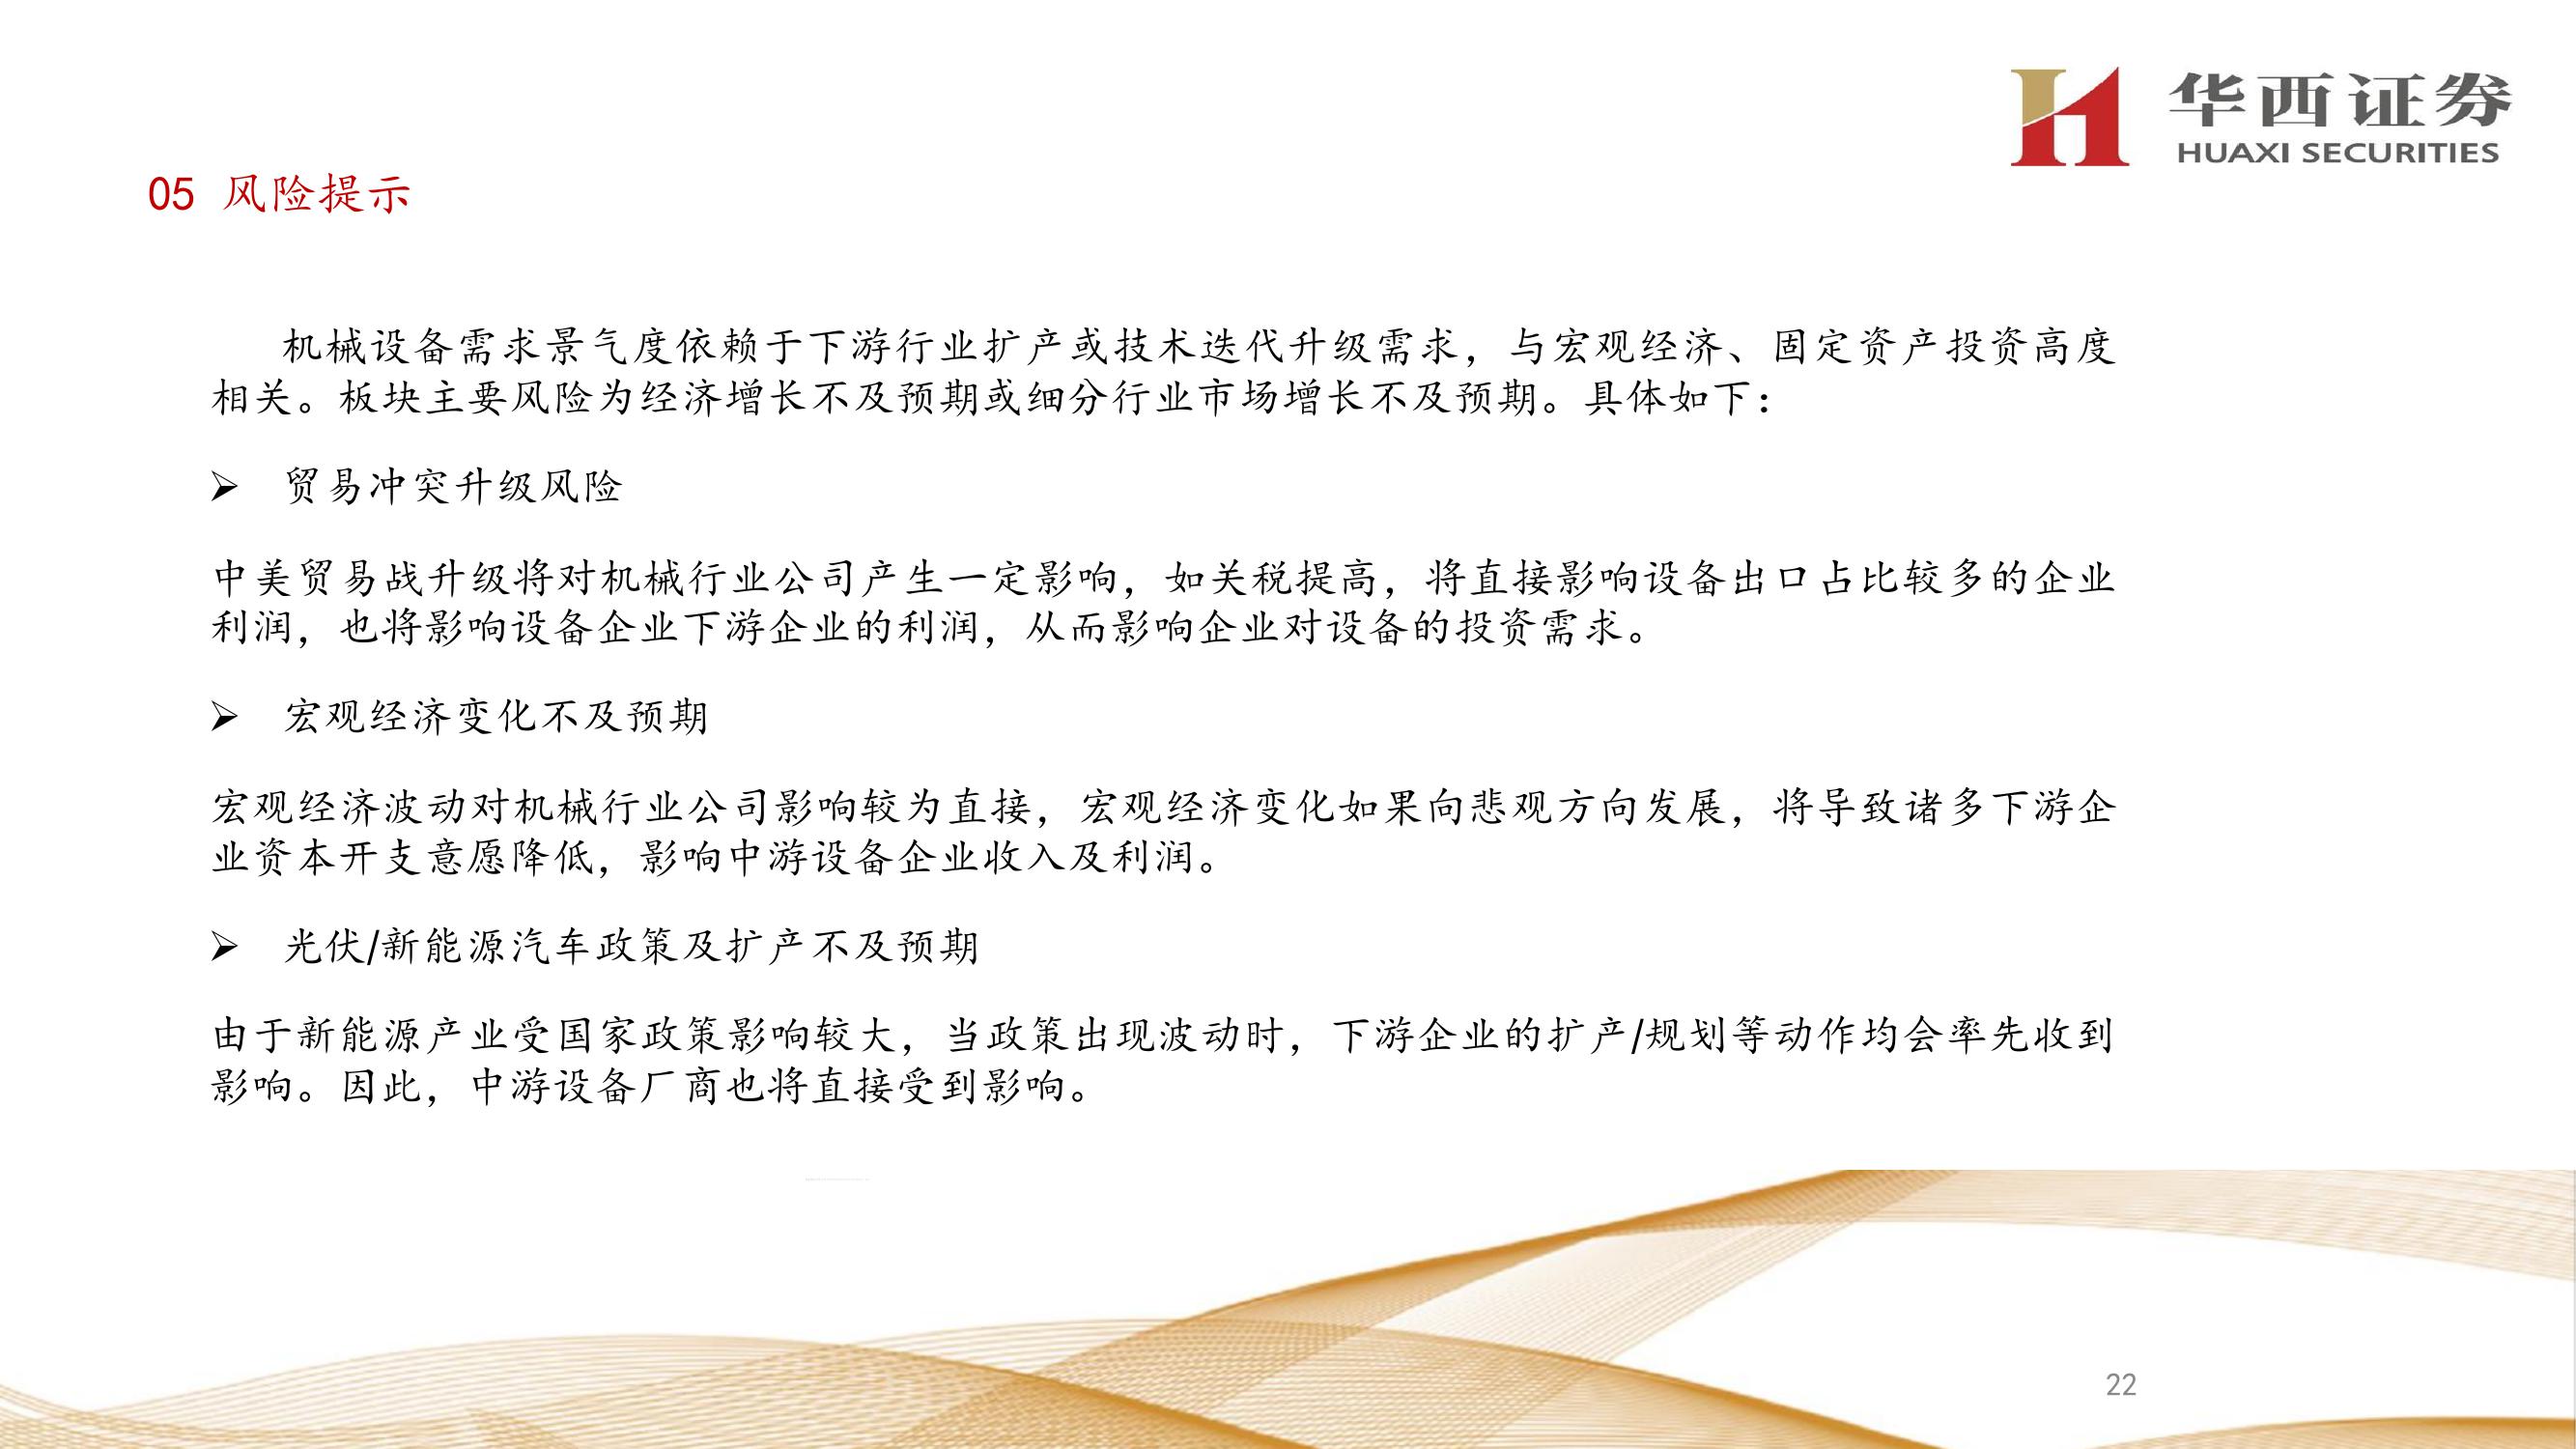 华西证券
HUAXI SECURITIES
05 风险提示
机械设备需求景气度依赖于下游行业扩产或技术迭代升级需求，与宏观经济、固定资产投资高度
相关。板块主要风险为经济增长不及预期或细分行业市场增长不及预期。具体如下：
➢ 贸易冲突升级风险
中美贸易战升级将对机械行业公司产生一定影响，如关税提高，将直接影响设备出口占比较多的企业
利润，也将影响设备企业下游企业的利润，从而影响企业对设备的投资需求。
➢ 宏观经济变化不及预期
宏观经济波动对机械行业公司影响较为直接，宏观经济变化如果向悲观方向发展，将导致诸多下游企
业资本开支意愿降低，影响中游设备企业收入及利润。
➢ 光伏/新能源汽车政策及扩产不及预期
由于新能源产业受国家政策影响较大，当政策出现波动时，下游企业的扩产/规划等动作均会率先收到
影响。因此，中游设备厂商也将直接受到影响。
22